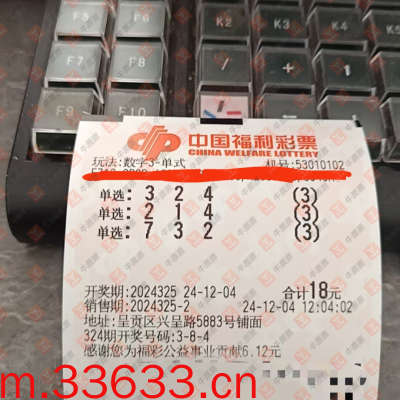 F5
F6
K2
K3
F7
F8
/
F9
F10
中国福利彩票
CHINA WELFARE LOTTERY
玩法:数字3-单式 机号:53010102
单选: 3 2 4 (3)
单选: 2 1 4 (3)
单选: 7 3 2 (3)
开奖期:2024325 24-12-04 合计18元
销售期:2024325-2 24-12-04 12:04:02
地址:呈贡区兴呈路5883号铺面
324期开奖号码:3-8-4
感谢您为福彩公益事业贡献6.12元
m.33633.cn